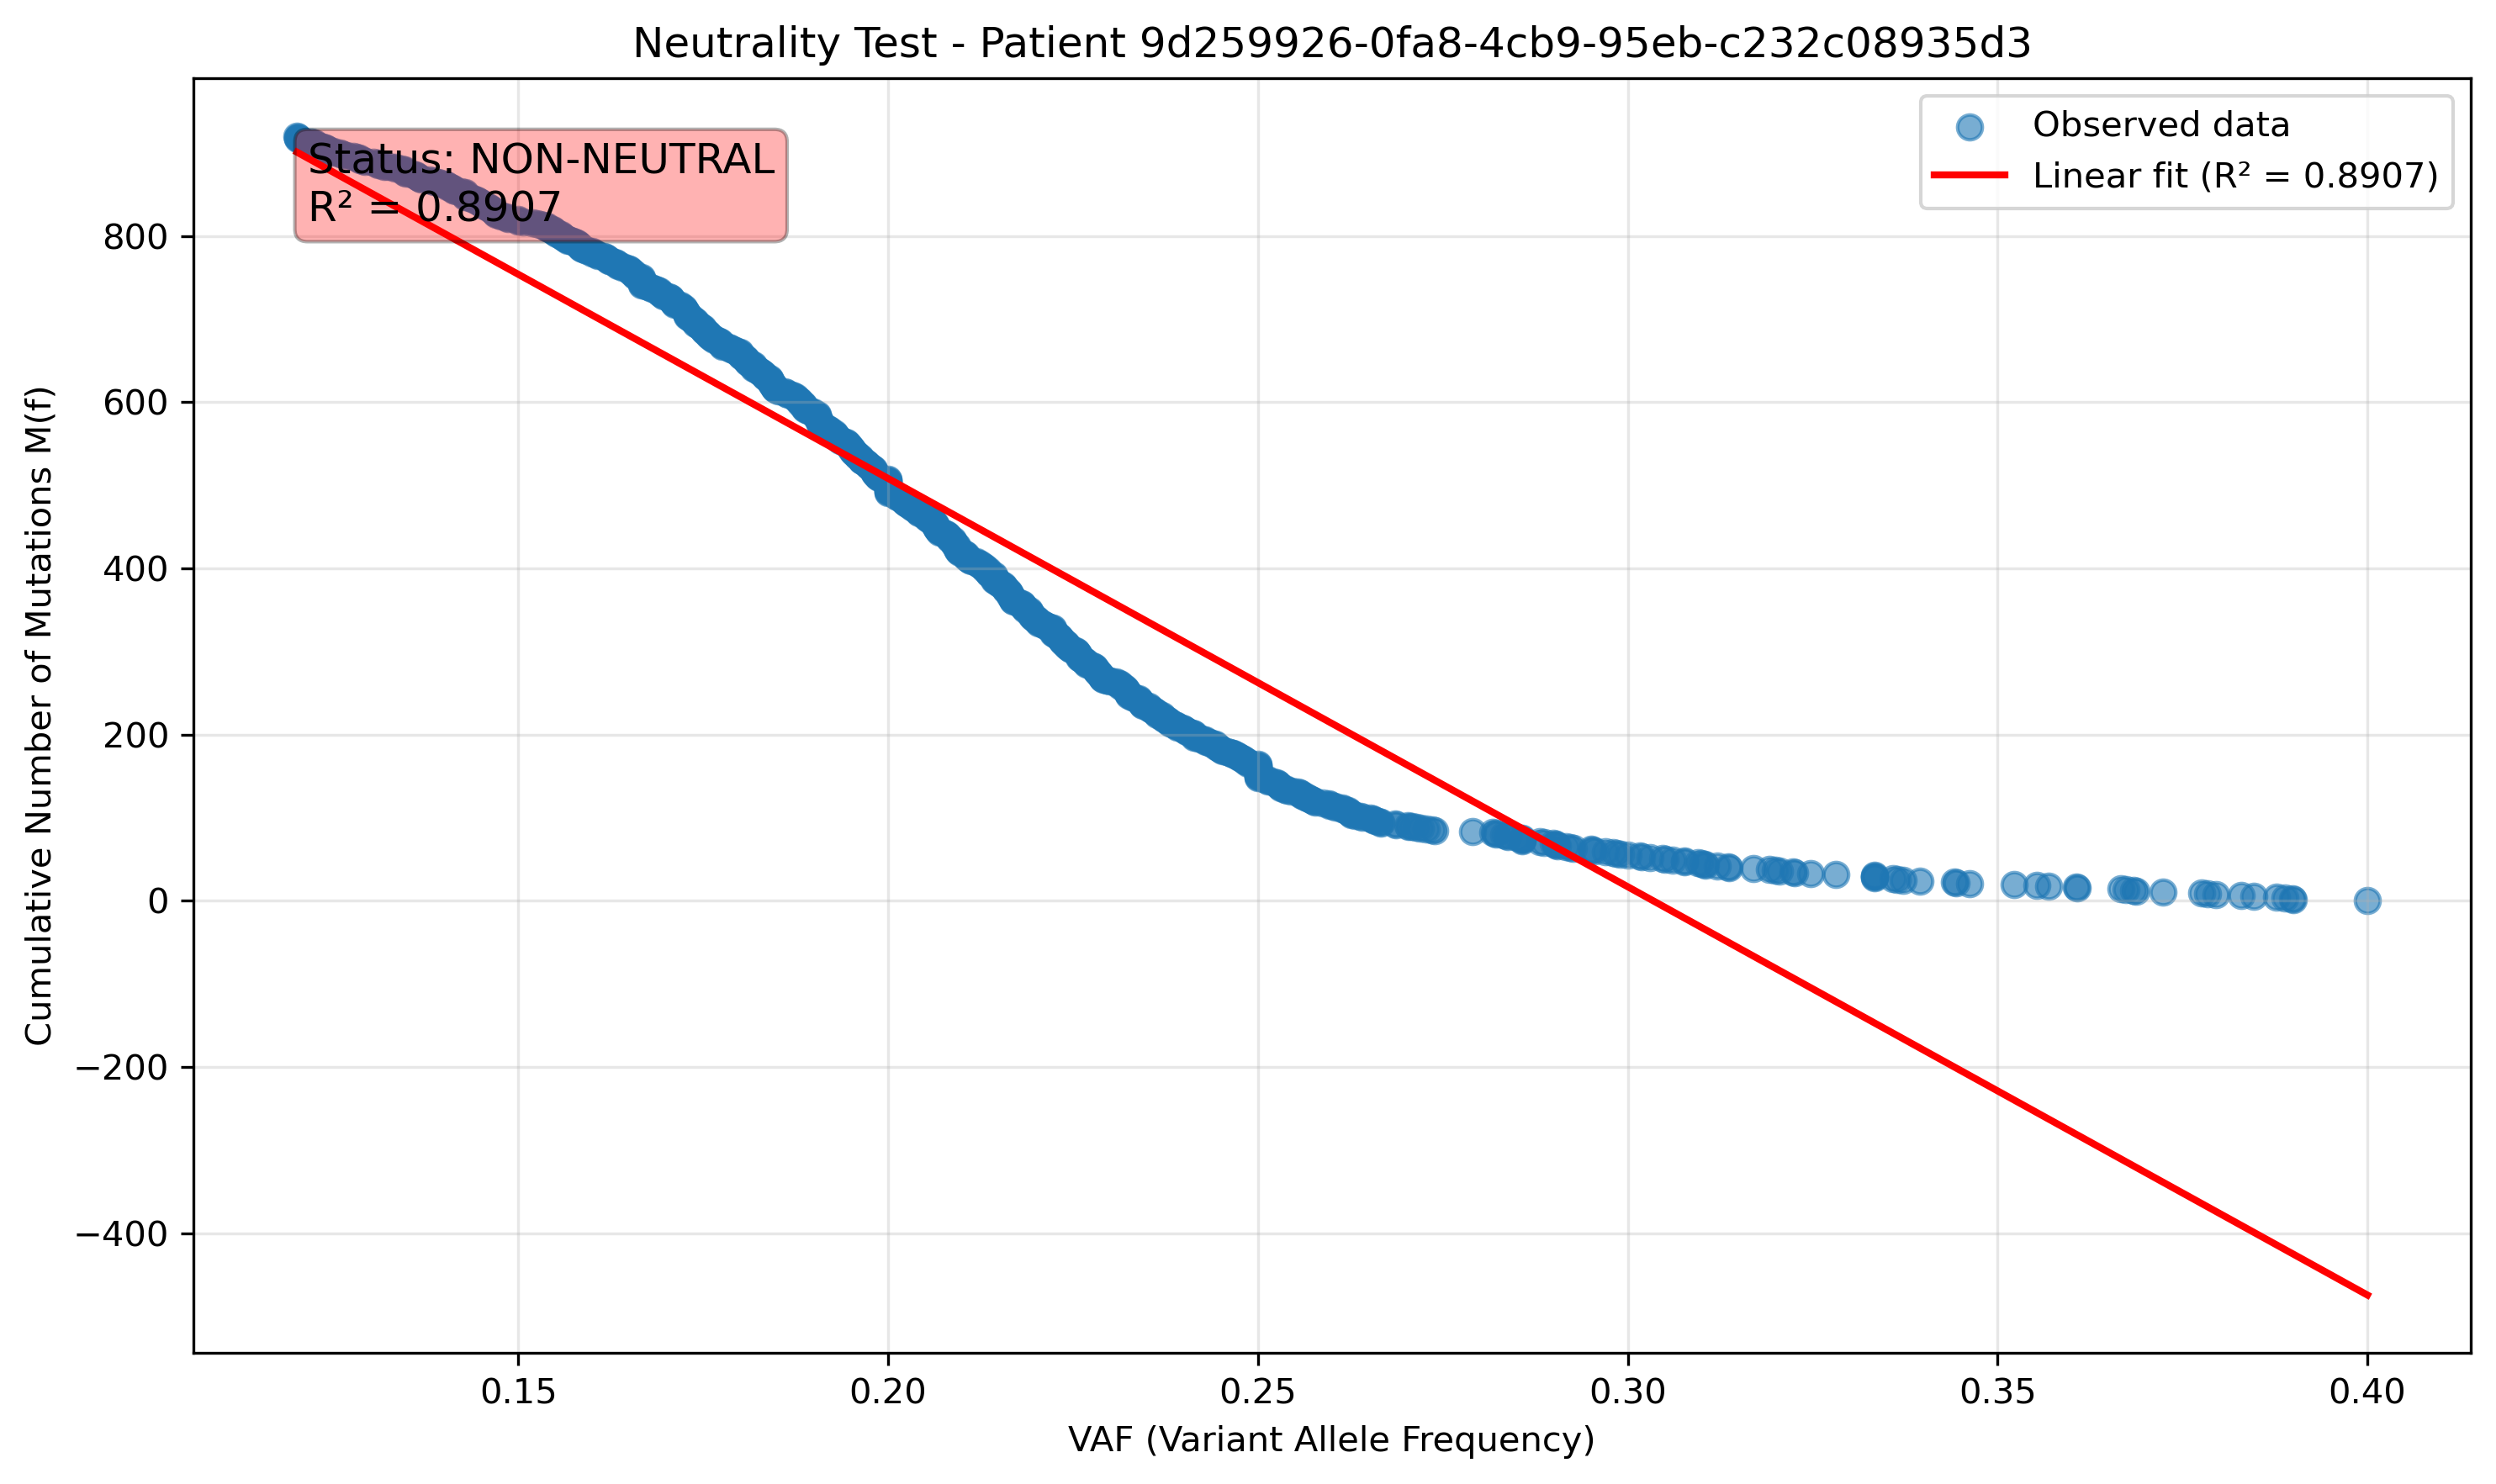 Neutrality Test - Patient 9d259926-0fa8-4cb9-95eb-c232c08935d3
Observed data
Linear fit (R² = 0.8907)
Status: NON-NEUTRAL
R² = 0.8907
Cumulative Number of Mutations M(f)
800
600
400
200
0
−200
−400
0.15 0.20 0.25 0.30 0.35 0.40
VAF (Variant Allele Frequency)